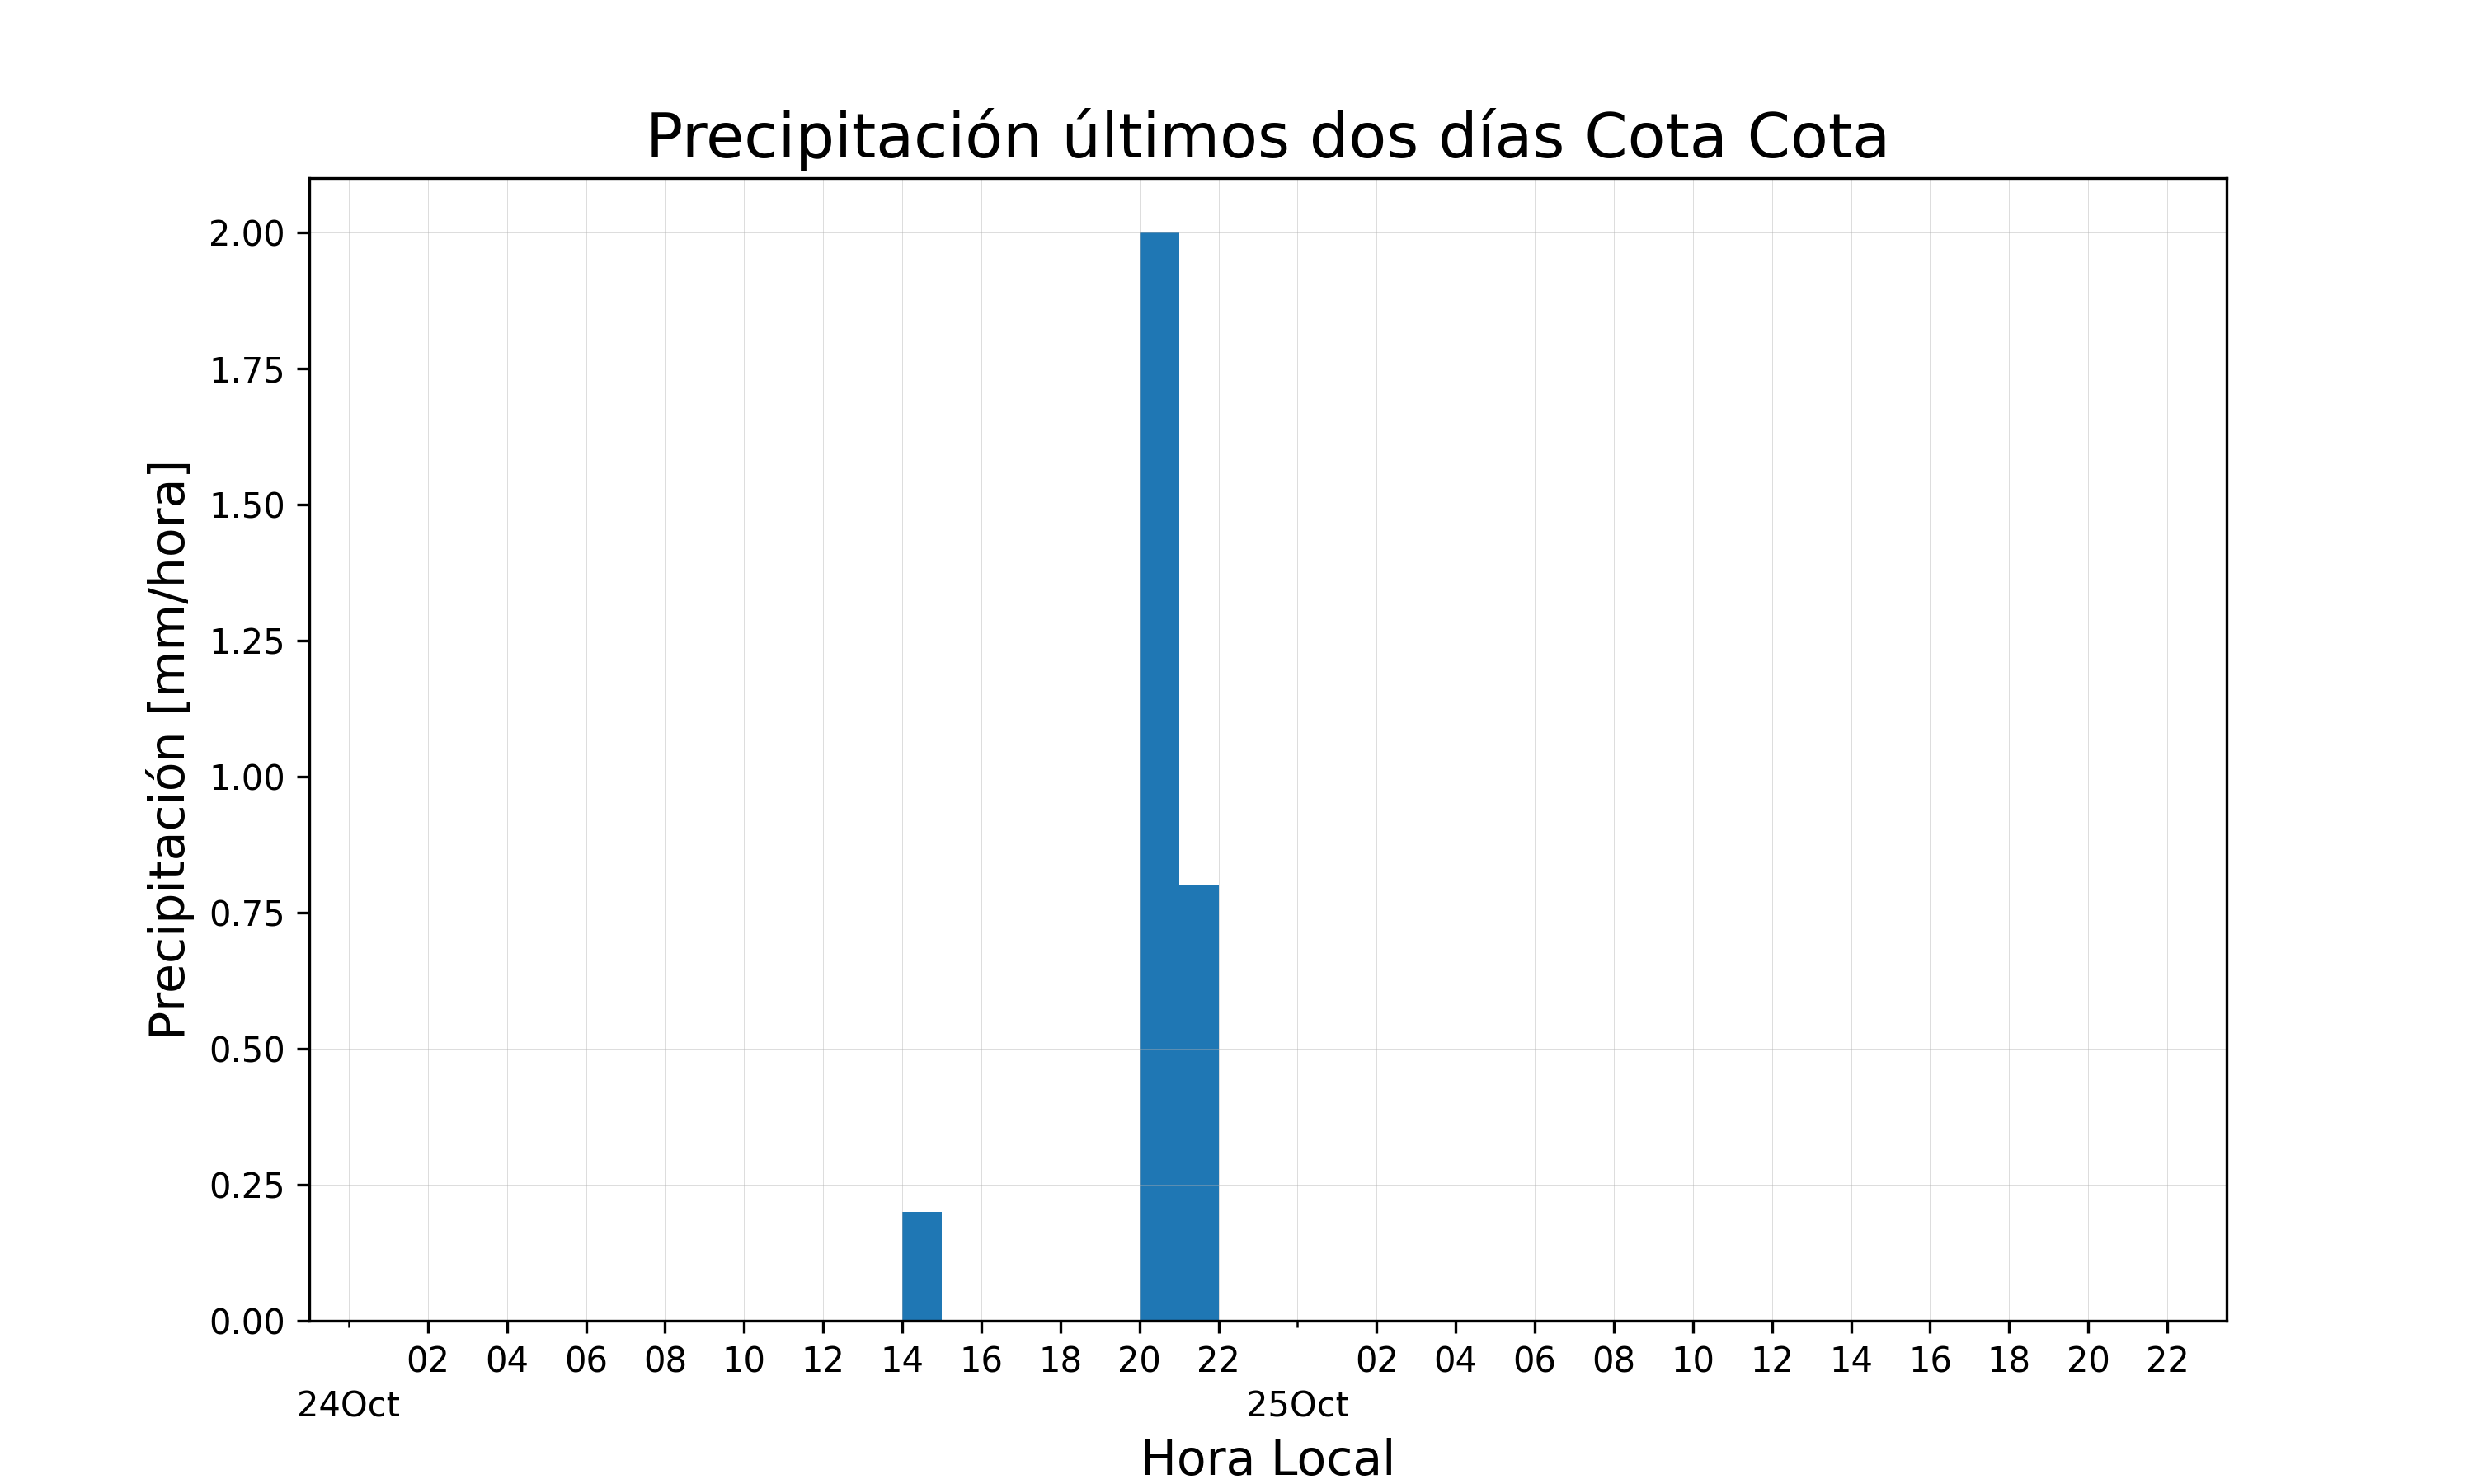 Precipitación últimos dos días Cota Cota
Precipitación [mm/hora]
2.00
1.75
1.50
1.25
1.00
0.75
0.50
0.25
0.00
02 04 06 08 10 12 14 16 18 20 22 02 04 06 08 10 12 14 16 18 20 22
24Oct 25Oct
Hora Local